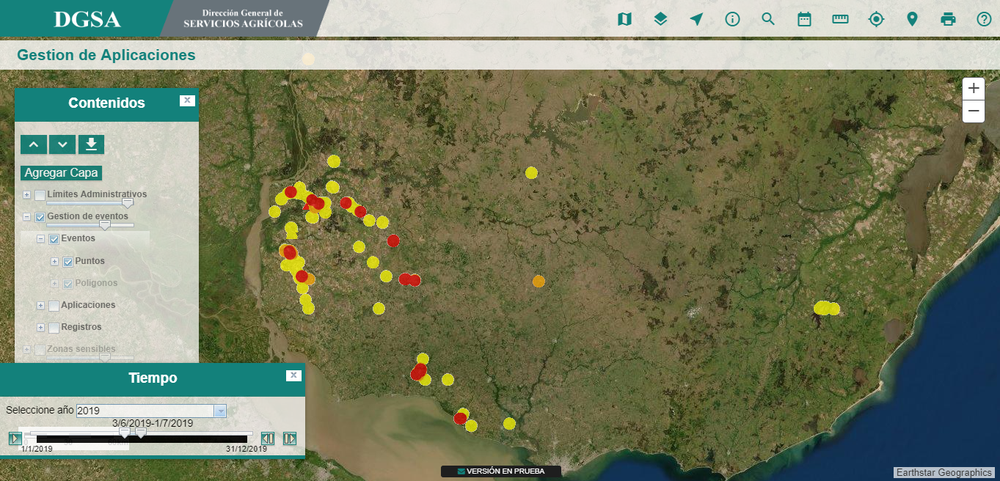 DGSA
Dirección General de
SERVICIOS AGRÍCOLAS
Gestion de Aplicaciones
Contenidos
x
Agregar Capa
Límites Administrativos
Gestion de eventos
Eventos
Puntos
Polígonos
Aplicaciones
Registros
Zonas sensibles
Tiempo
x
Seleccione año 2019
3/6/2019-1/7/2019
1/1/2019
31/12/2019
+
−
VERSIÓN EN PRUEBA
Earthstar Geographics